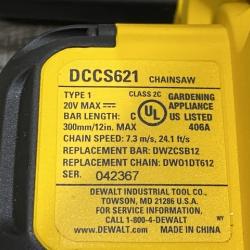 DCCS621 CHAINSAW
TYPE 1 CLASS 2C GARDENING
20V MAX APPLIANCE
BAR LENGTH: C UL US LISTED
300mm/12in. MAXIMUM 406A
CHAIN SPEED: 7.3 m/s, 24.1 ft/s
REPLACEMENT BAR: DWZCSB12
REPLACEMENT CHAIN: DWO1DT612
SER. 042367
DEWALT INDUSTRIAL TOOL CO.,
TOWSON, MD 21286 U.S.A.
FOR SERVICE INFORMATION,
CALL 1-800-4-DEWALT
www.DEWALT.com MADE IN CHINA